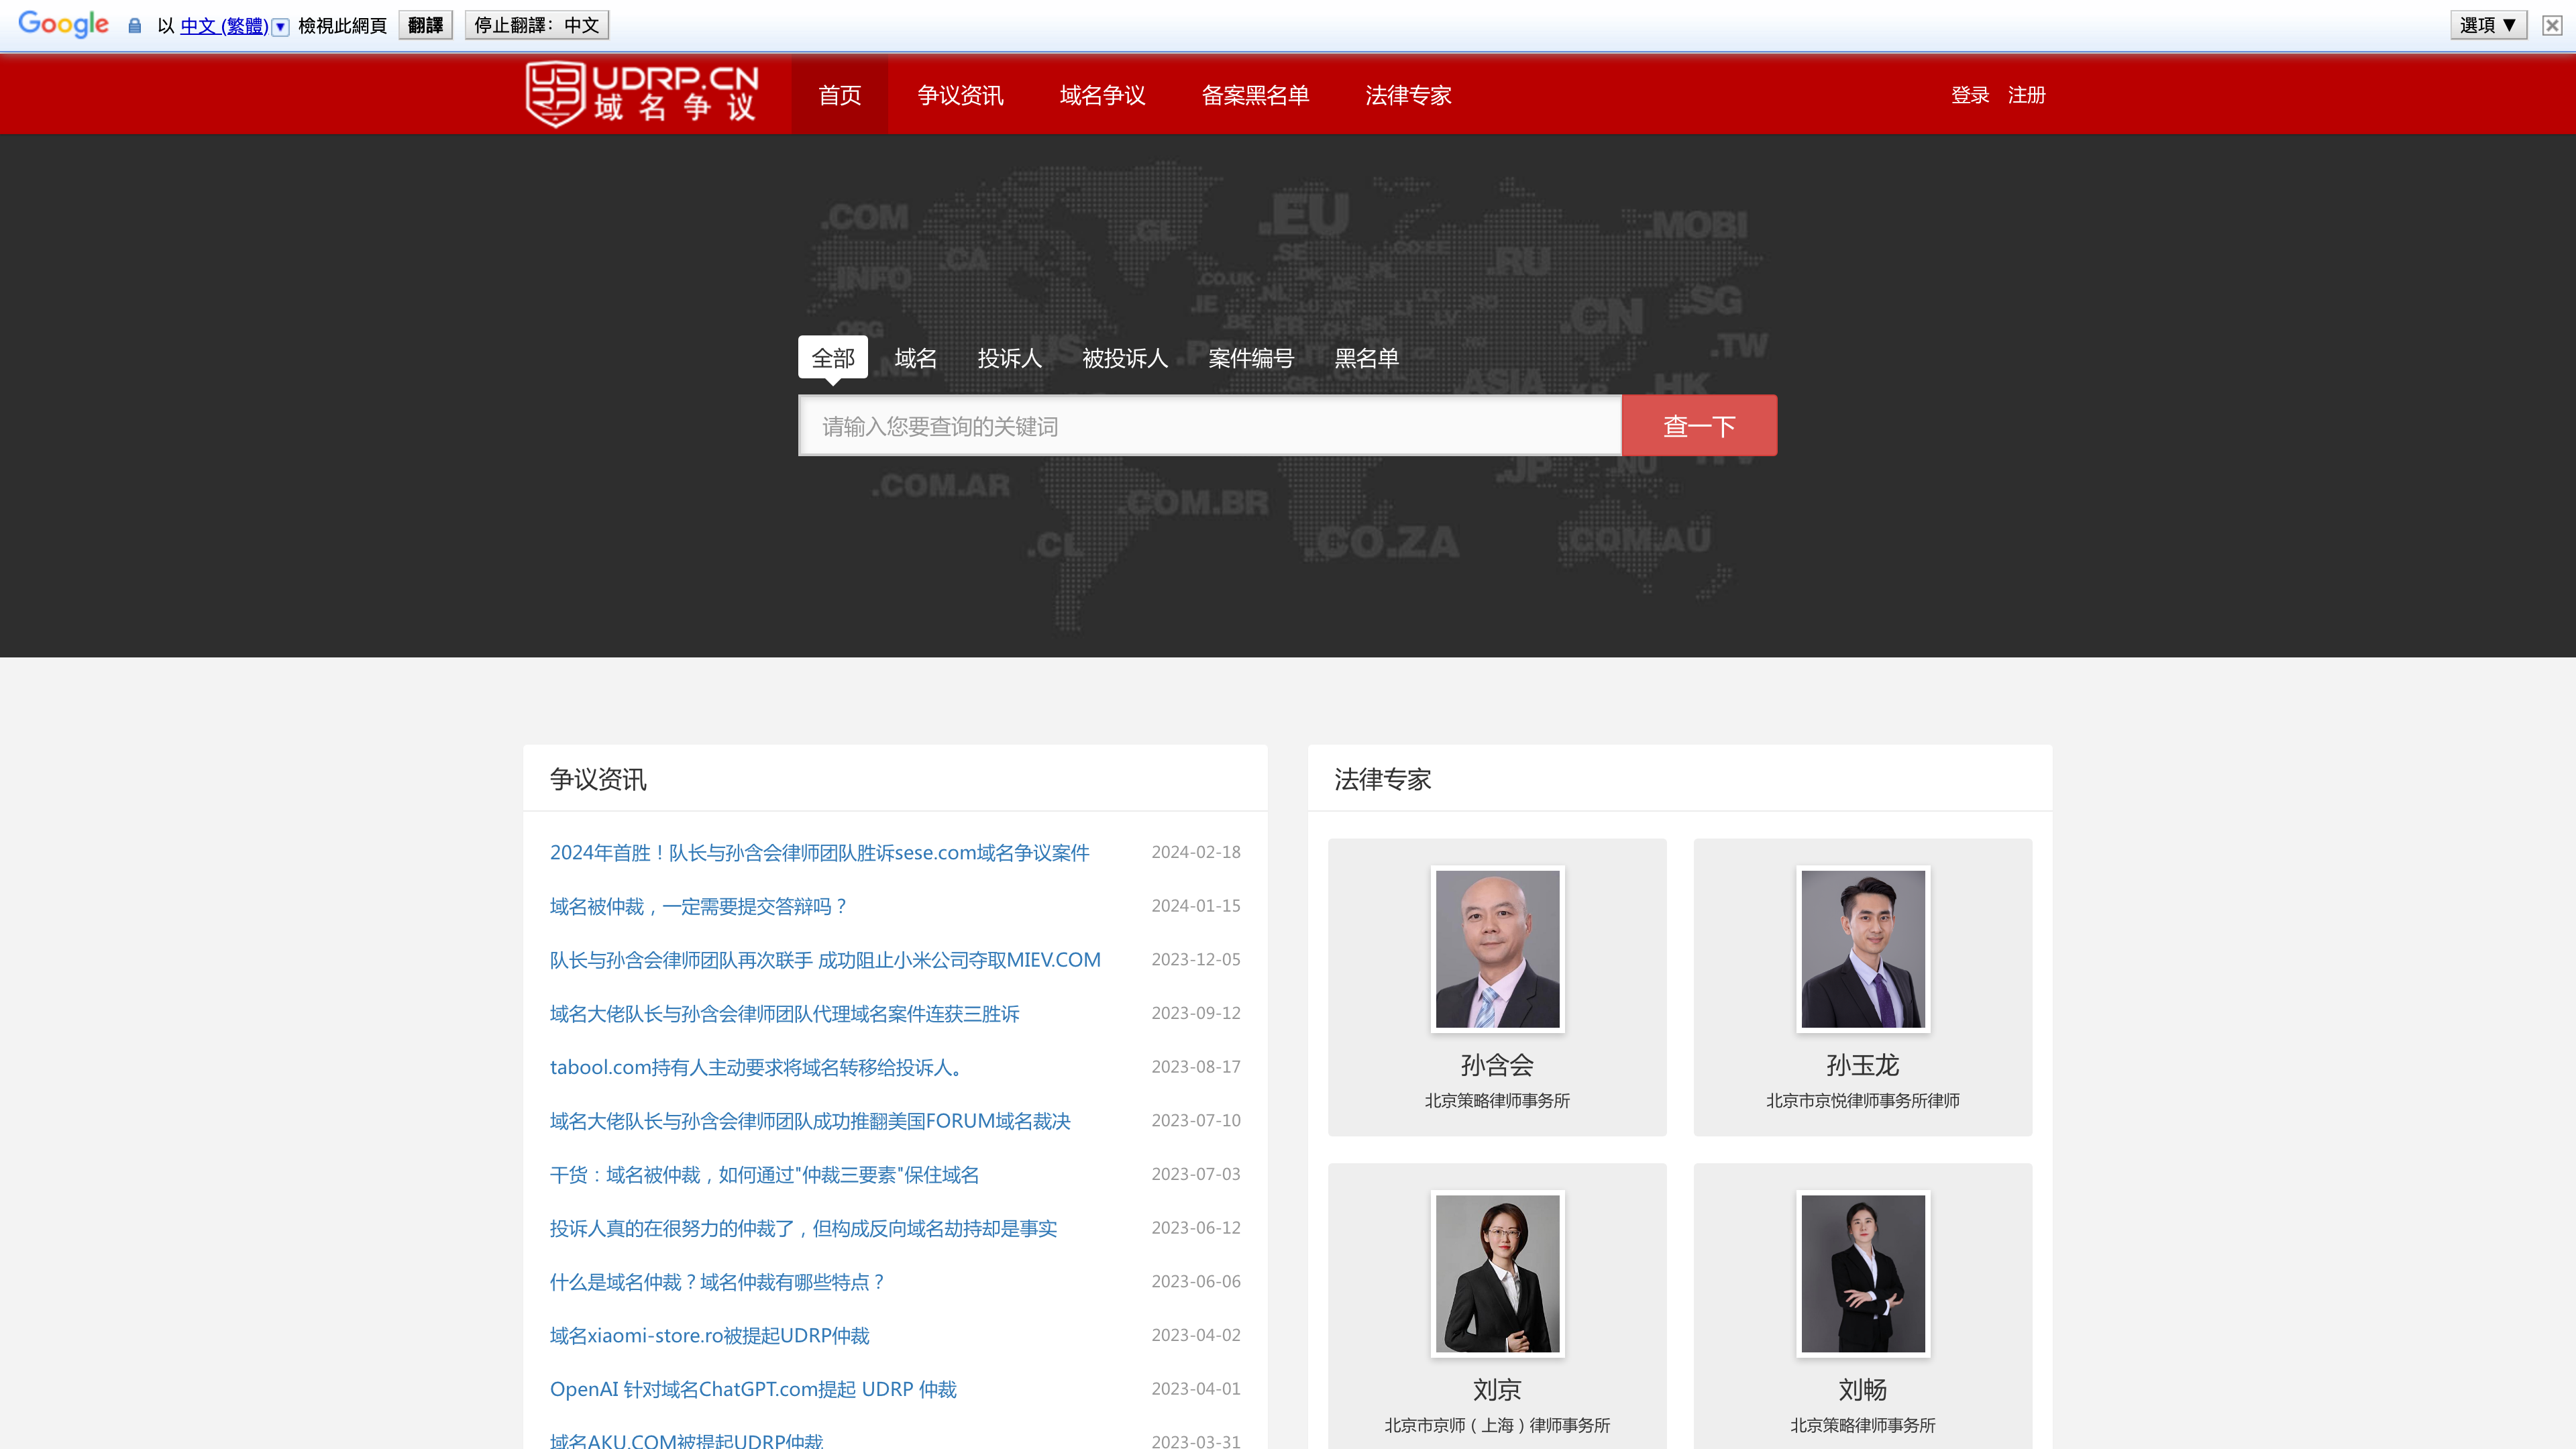 Google 以 中文 (繁體) ▼ 檢視此網頁 翻譯 停止翻譯：中文 選項 ▼
UDRP.CN
域名争议
首页 争议资讯 域名争议 备案黑名单 法律专家 登录 注册
.COM .GL .EU .MOBI
.CA .SE .CO.EE .RU
.INFO .CO.UK .DK .DE .PL
.IE .NL .LU .AT .LT .RO .CN .SG
.ORG .BE .FR .SK .LV .TW
全部 域名 投诉人 被投诉人 案件编号 黑名单
.GR .ASIA .HK
请输入您要查询的关键词 查一下
.COM.AR .COM.BR .JP .NU
.CL .CO.ZA .COM.AU
争议资讯
2024年首胜！队长与孙含会律师团队胜诉sese.com域名争议案件 2024-02-18
域名被仲裁，一定需要提交答辩吗？ 2024-01-15
队长与孙含会律师团队再次联手 成功阻止小米公司夺取MIEV.COM 2023-12-05
域名大佬队长与孙含会律师团队代理域名案件连获三胜诉 2023-09-12
tabool.com持有人主动要求将域名转移给投诉人。 2023-08-17
域名大佬队长与孙含会律师团队成功推翻美国FORUM域名裁决 2023-07-10
干货：域名被仲裁，如何通过"仲裁三要素"保住域名 2023-07-03
投诉人真的在很努力的仲裁了，但构成反向域名劫持却是事实 2023-06-12
什么是域名仲裁？域名仲裁有哪些特点？ 2023-06-06
域名xiaomi-store.ro被提起UDRP仲裁 2023-04-02
OpenAI 针对域名ChatGPT.com提起 UDRP 仲裁 2023-04-01
域名AKU.COM被提起UDRP仲裁 2023-03-31
法律专家
孙含会
北京策略律师事务所
孙玉龙
北京市京悦律师事务所律师
刘京
北京市京师（上海）律师事务所
刘畅
北京策略律师事务所